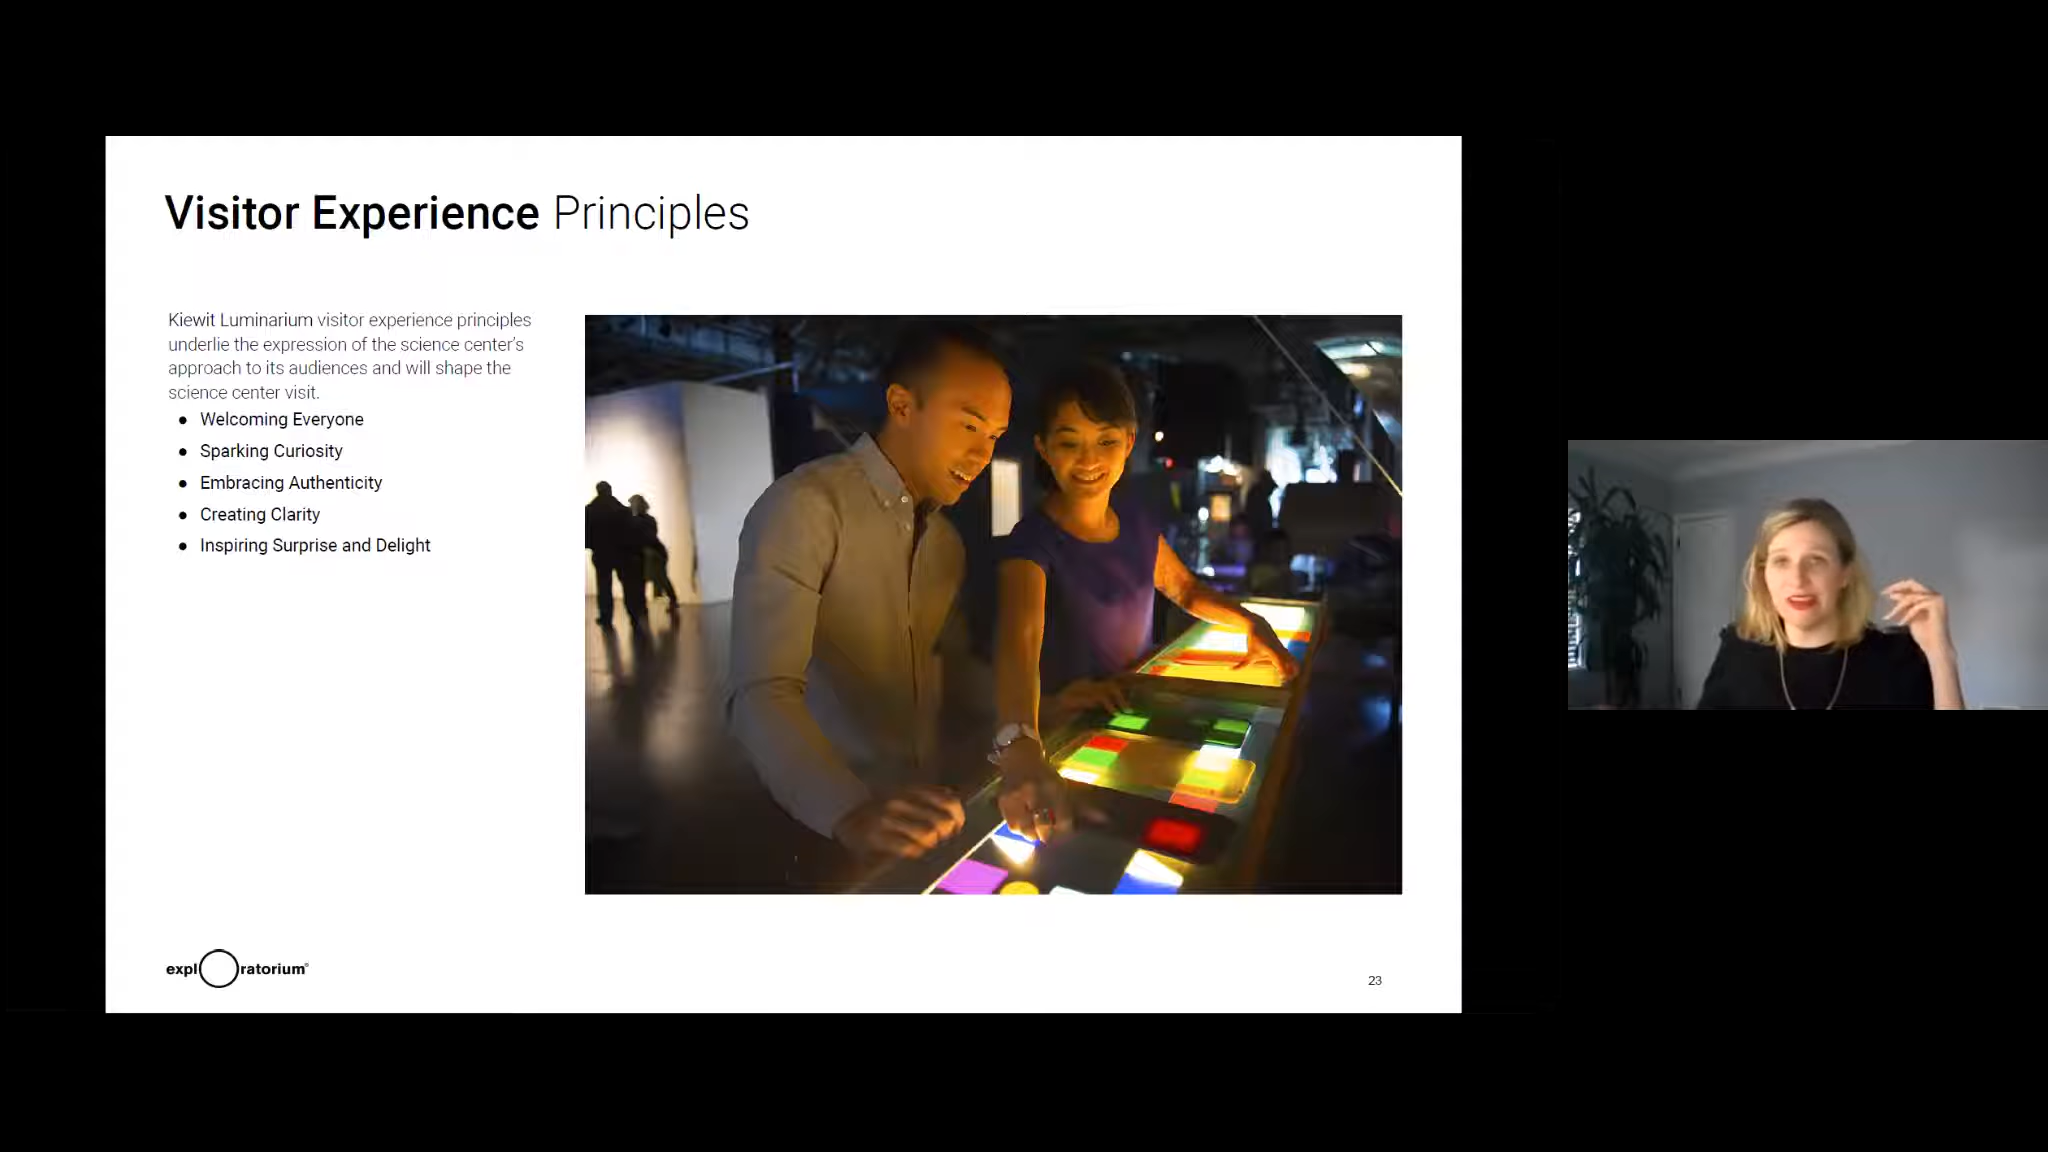 Visitor Experience Principles
Kiewit Luminarium visitor experience principles
underlie the expression of the science center's
approach to its audiences and will shape the
science center visit.
● Welcoming Everyone
● Sparking Curiosity
● Embracing Authenticity
● Creating Clarity
● Inspiring Surprise and Delight
explOratorium®
23